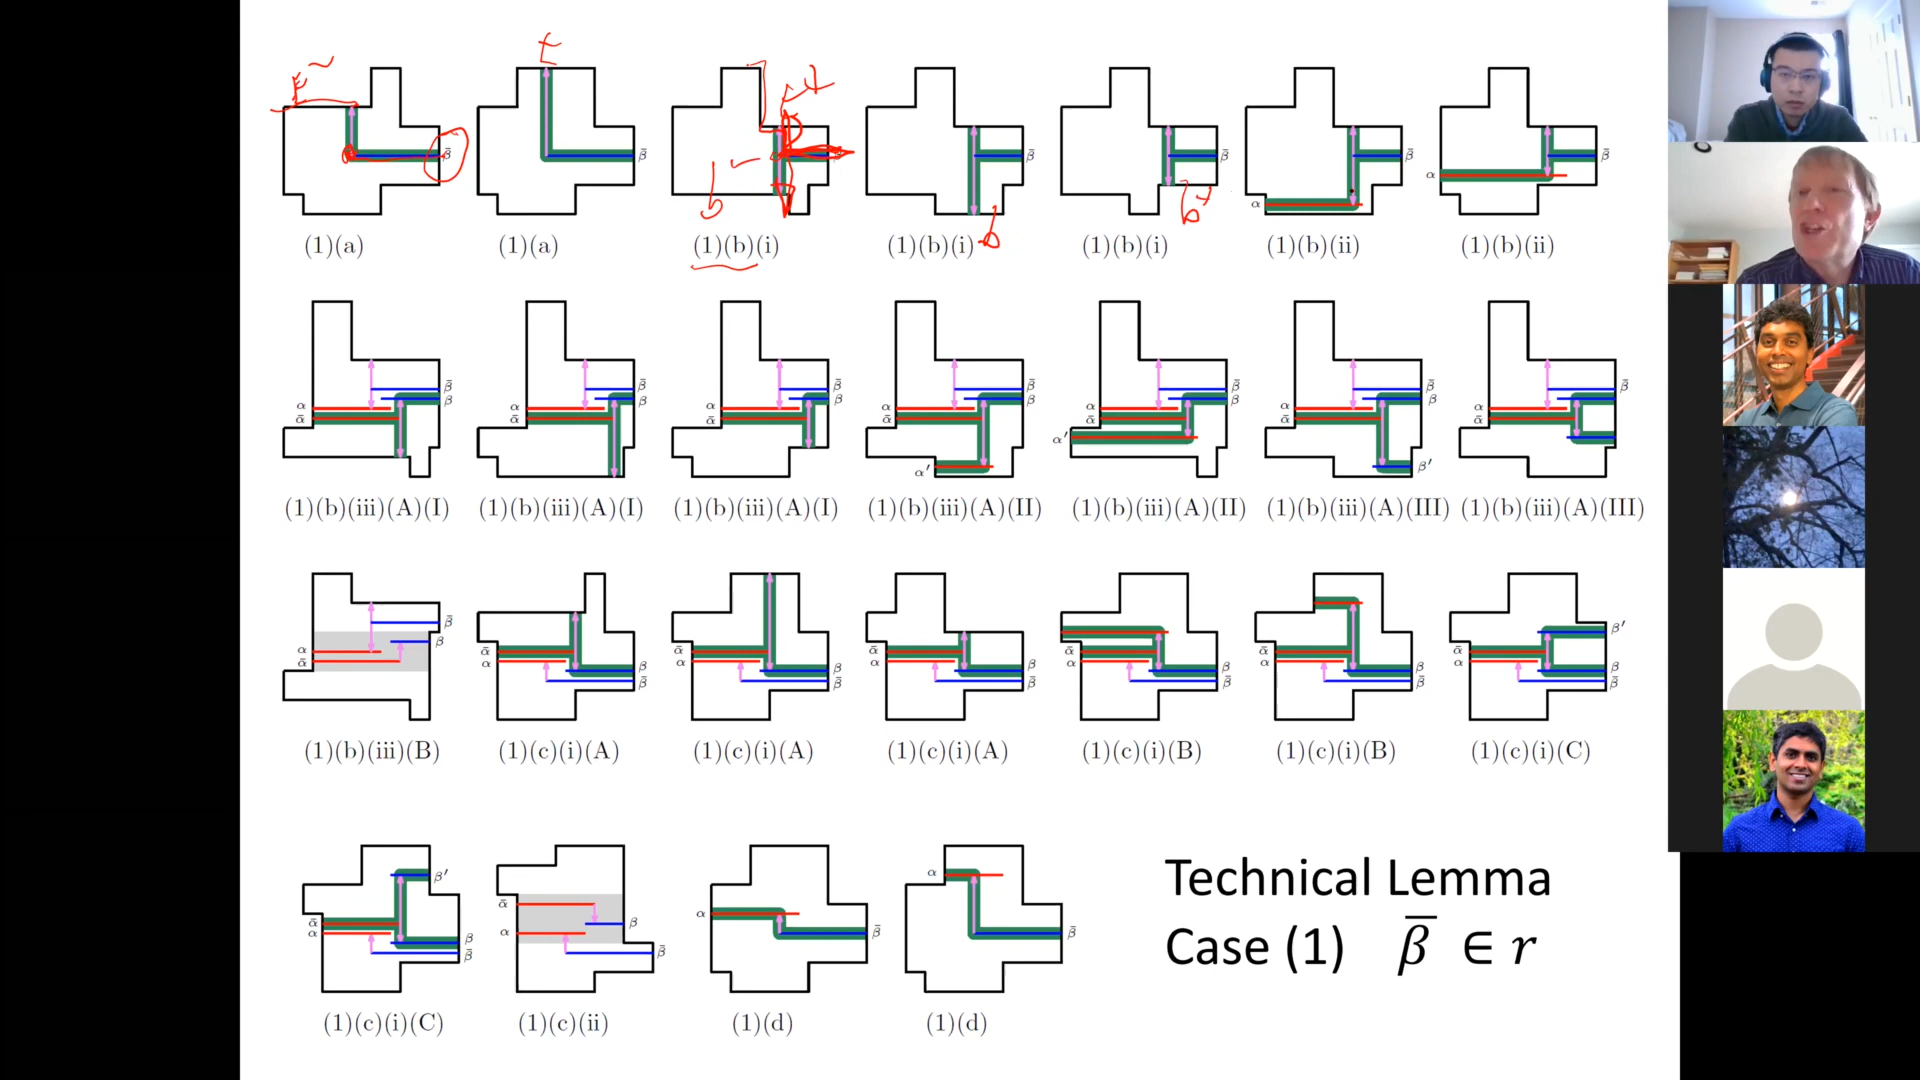 t
β̄ β̄ t β̄ β̄ β̄ β̄ β̄
b b b+ α α
(1)(a) (1)(a) (1)(b)(i) (1)(b)(i) (1)(b)(i) (1)(b)(ii) (1)(b)(ii)
β̄ β̄ β̄ β̄ β̄ β̄ β̄
β β β β β β β
α α α α α α α
ᾱ ᾱ ᾱ ᾱ ᾱ ᾱ ᾱ
α′ α′ β′
(1)(b)(iii)(A)(I) (1)(b)(iii)(A)(I) (1)(b)(iii)(A)(I) (1)(b)(iii)(A)(II) (1)(b)(iii)(A)(II) (1)(b)(iii)(A)(III) (1)(b)(iii)(A)(III)
β̄ β′
β ᾱ ᾱ ᾱ ᾱ ᾱ ᾱ
α α α α α α α
ᾱ β β β β β β
β̄ β̄ β̄ β̄ β̄ β̄
(1)(b)(iii)(B) (1)(c)(i)(A) (1)(c)(i)(A) (1)(c)(i)(A) (1)(c)(i)(B) (1)(c)(i)(B) (1)(c)(i)(C)
β′ ᾱ α α
ᾱ β β̄ β̄
α α
β β̄
β̄
(1)(c)(i)(C) (1)(c)(ii) (1)(d) (1)(d)
Technical Lemma
Case (1) β̄ ∈ r